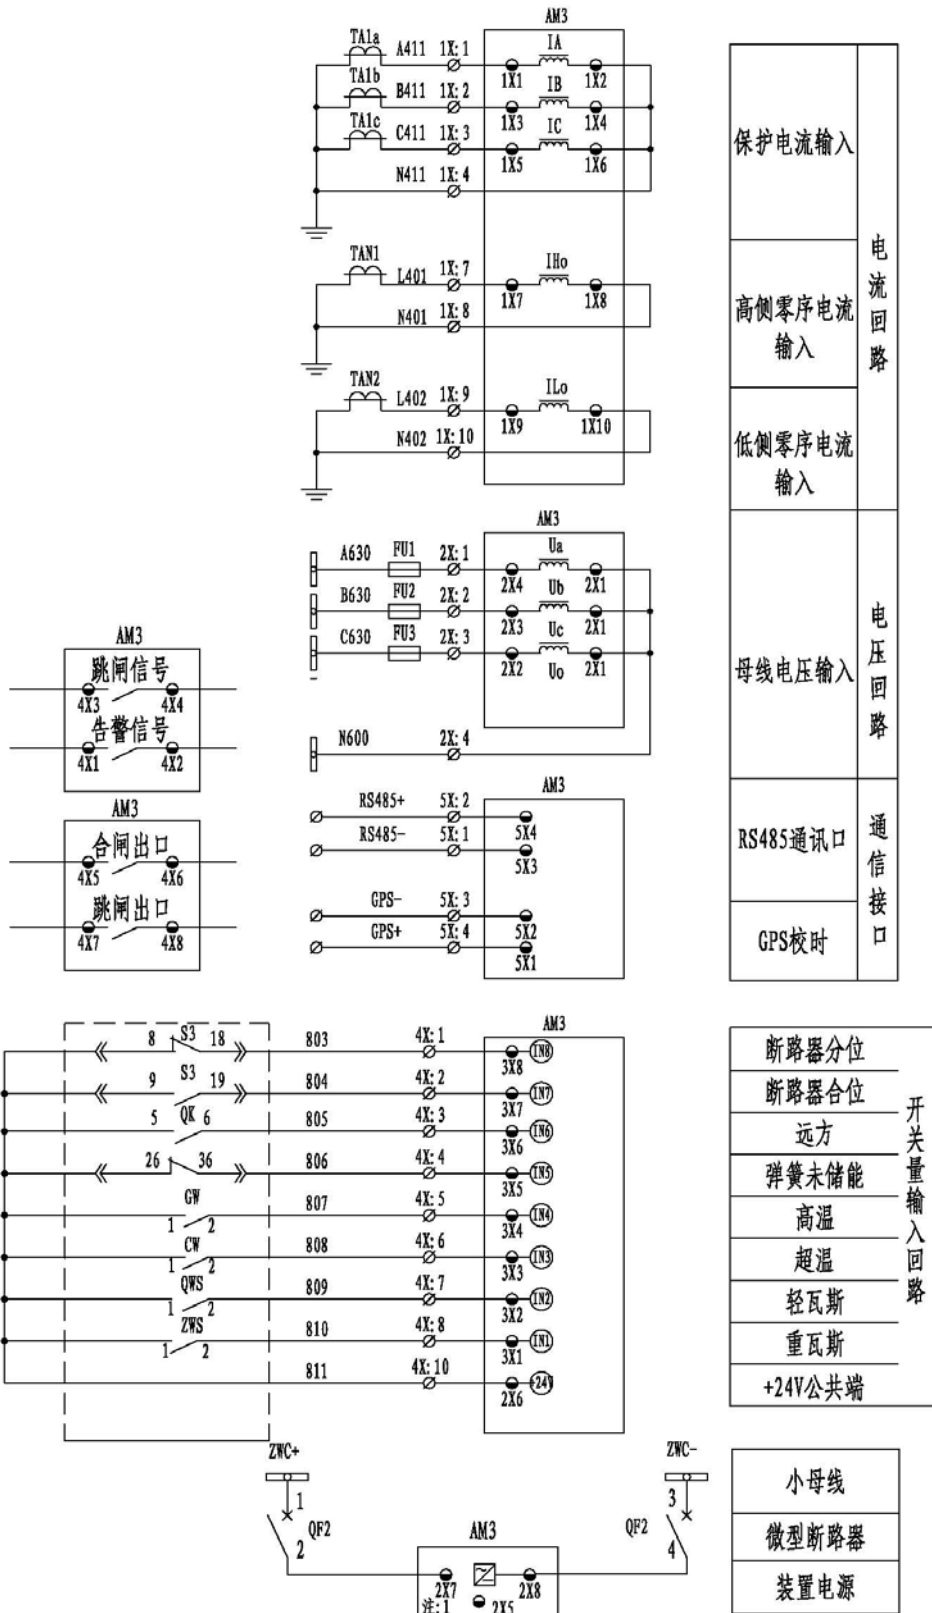 AM3
TA1a A411 1X:1 IA 1X1 1X2
TA1b B411 1X:2 IB 1X3 1X4
TA1c C411 1X:3 IC 1X5 1X6
N411 1X:4
保护电流输入
TAN1 L401 1X:7 IHo 1X7 1X8
N401 1X:8
高侧零序电流
输入
TAN2 L402 1X:9 ILo 1X9 1X10
N402 1X:10
低侧零序电流
输入
电流回路
AM3
A630 FU1 2X:1 Ua 2X4 2X1
B630 FU2 2X:2 Ub 2X3 2X1
C630 FU3 2X:3 Uc 2X2 2X1
Uo
N600 2X:4
母线电压输入
电压回路
AM3
跳闸信号
4X3 4X4
告警信号
4X1 4X2
AM3
合闸出口
4X5 4X6
跳闸出口
4X7 4X8
AM3
RS485+ 5X:2 5X4
RS485- 5X:1 5X3
GPS- 5X:3 5X2
GPS+ 5X:4 5X1
RS485通讯口
GPS校时
通信接口
AM3
8 S3 18 803 4X:1 3X8 IN8
9 S3 19 804 4X:2 3X7 IN7
5 QK 6 805 4X:3 3X6 IN6
26 36 806 4X:4 3X5 IN5
GW 1 2 807 4X:5 3X4 IN4
CW 1 2 808 4X:6 3X3 IN3
QWS 1 2 809 4X:7 3X2 IN2
ZWS 1 2 810 4X:8 3X1 IN1
811 4X:10 2X6 +24V
断路器分位
断路器合位
远方
弹簧未储能
高温
超温
轻瓦斯
重瓦斯
+24V公共端
开关量输入回路
ZWC+ ZWC-
1 QF2 2
3 QF2 4
AM3
2X7 2X8
注:1 2X5
小母线
微型断路器
装置电源